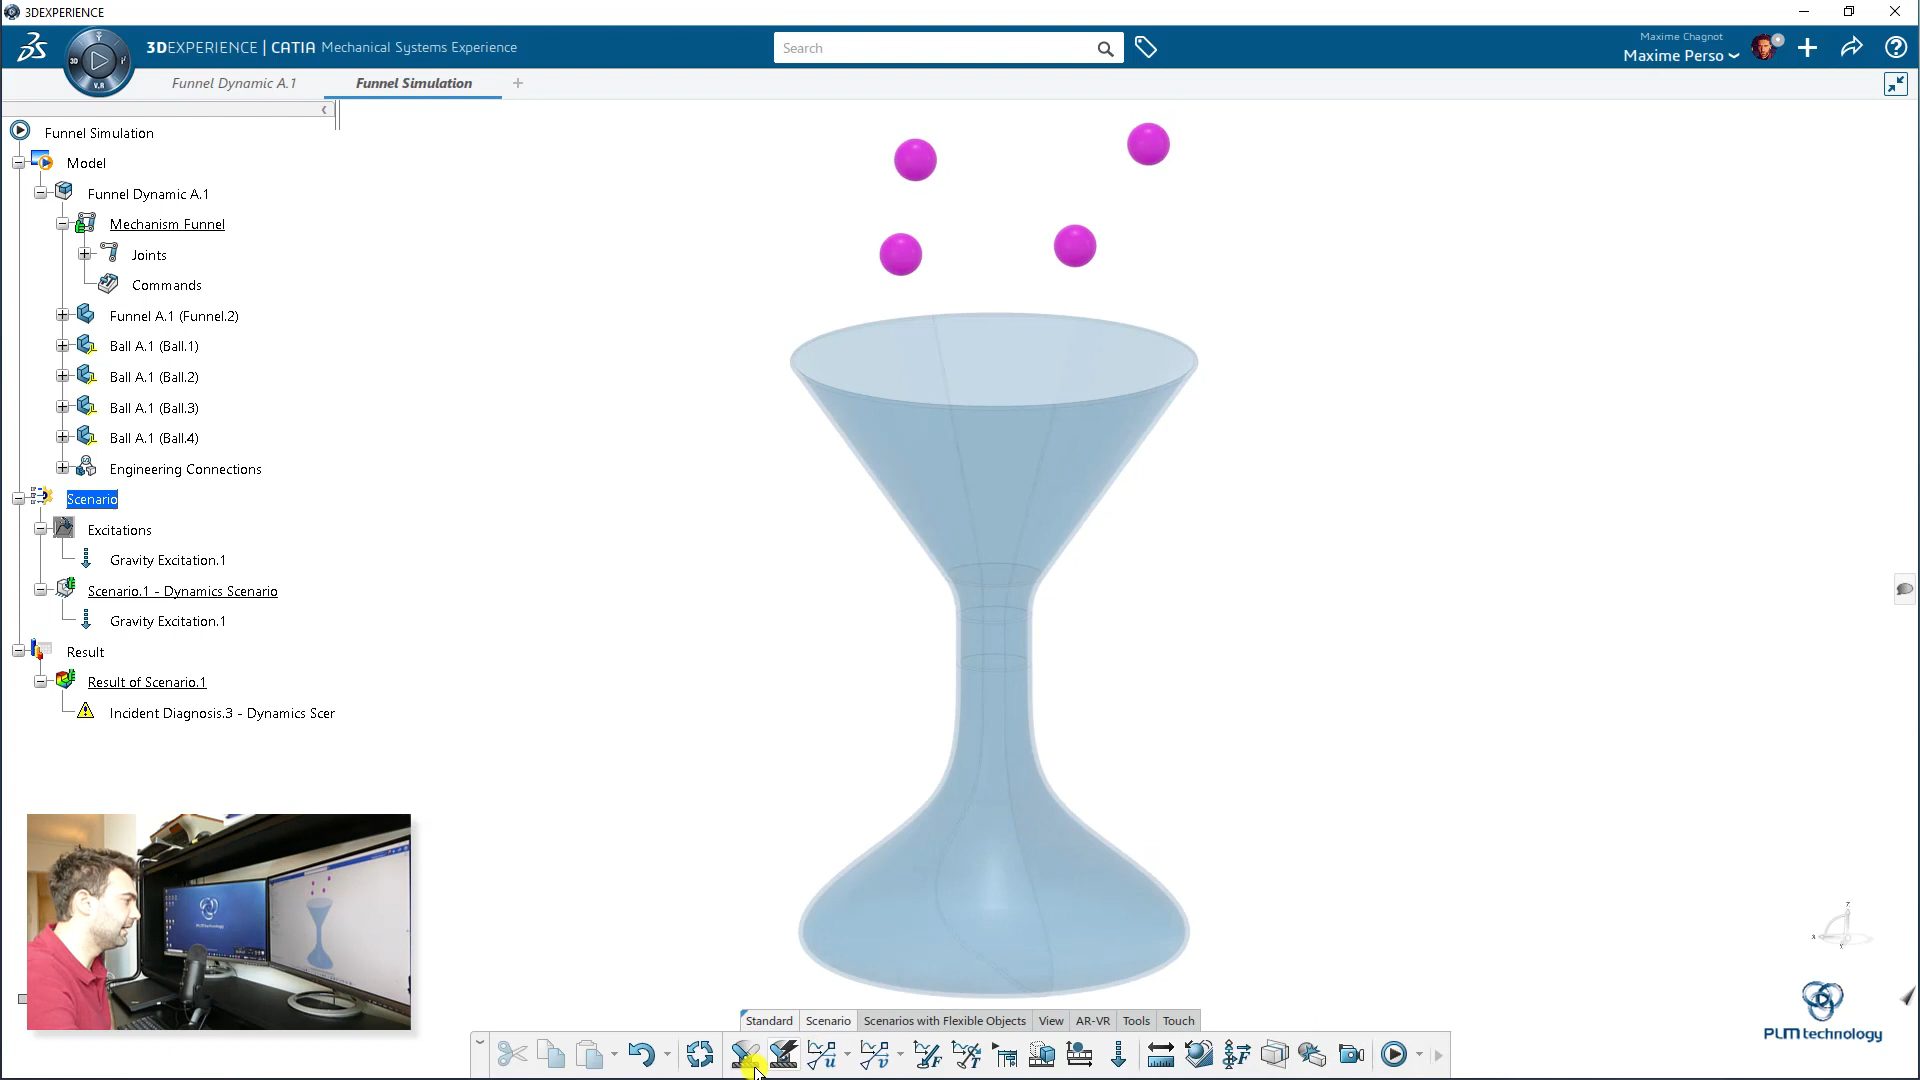 3DEXPERIENCE
3DEXPERIENCE | CATIA Mechanical Systems Experience
Search
Maxime Chagnot
Maxime Perso
3D
V.R
Funnel Dynamic A.1
Funnel Simulation
Funnel Simulation
Model
Funnel Dynamic A.1
Mechanism Funnel
Joints
Commands
Funnel A.1 (Funnel.2)
Ball A.1 (Ball.1)
Ball A.1 (Ball.2)
Ball A.1 (Ball.3)
Ball A.1 (Ball.4)
Engineering Connections
Scenario
Excitations
Gravity Excitation.1
Scenario.1 - Dynamics Scenario
Gravity Excitation.1
Result
Result of Scenario.1
Incident Diagnosis.3 - Dynamics Scer
PLMtechnology
Standard
Scenario
Scenarios with Flexible Objects
View
AR-VR
Tools
Touch